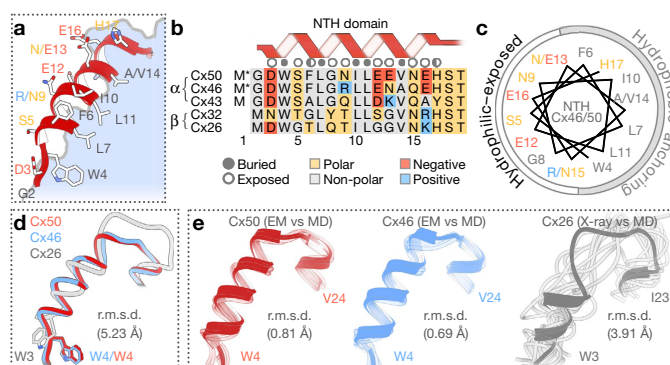 a
E16
H17
N/E13
E12
A/V14
R/N9
I10
F6
S5
L11
L7
D3
W4
G2
b
NTH domain
α
β
Cx50 M* G D W S F L G N I L E E V N E H S T
Cx46 M* G D W S F L G R L L E N A Q E H S T
Cx43 M G D W S A L G Q L L D K V Q A Y S T
Cx32 M N W T G L Y T L L S G V N R H S T
Cx26 M D W G T L Q T I L G G V N K H S T
1 5 10 15
Buried Polar Negative
Exposed Non-polar Positive
c
Hydrophilic–exposed
Hydrophobic
anchoring
N/E13
F6
H17
N9
I10
E16
A/V14
S5
NTH
Cx46/50
L7
E12
L11
G8
W4
R/N15
d
Cx50
Cx46
Cx26
r.m.s.d.
(5.23 Å)
W3
W4/W4
e
Cx50 (EM vs MD)
V24
r.m.s.d.
(0.81 Å)
W4
Cx46 (EM vs MD)
V24
r.m.s.d.
(0.69 Å)
W4
Cx26 (X-ray vs MD)
I23
r.m.s.d.
(3.91 Å)
W3